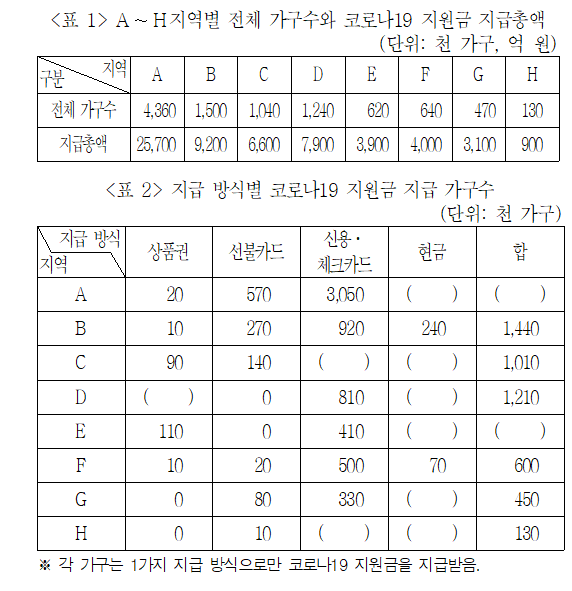 <표 1> A~H지역별 전체 가구수와 코로나19 지원금 지급총액
(단위: 천 가구, 억 원)
구분 지역 A B C D E F G H
전체 가구수 4,360 1,500 1,040 1,240 620 640 470 130
지급총액 25,700 9,200 6,600 7,900 3,900 4,000 3,100 900
<표 2> 지급 방식별 코로나19 지원금 지급 가구수
(단위: 천 가구)
지급 방식 지역 상품권 선불카드 신용·체크카드 현금 합
A 20 570 3,050 ( ) ( )
B 10 270 920 240 1,440
C 90 140 ( ) ( ) 1,010
D ( ) 0 810 ( ) 1,210
E 110 0 410 ( ) ( )
F 10 20 500 70 600
G 0 80 330 ( ) 450
H 0 10 ( ) ( ) 130
※ 각 가구는 1가지 지급 방식으로만 코로나19 지원금을 지급받음.